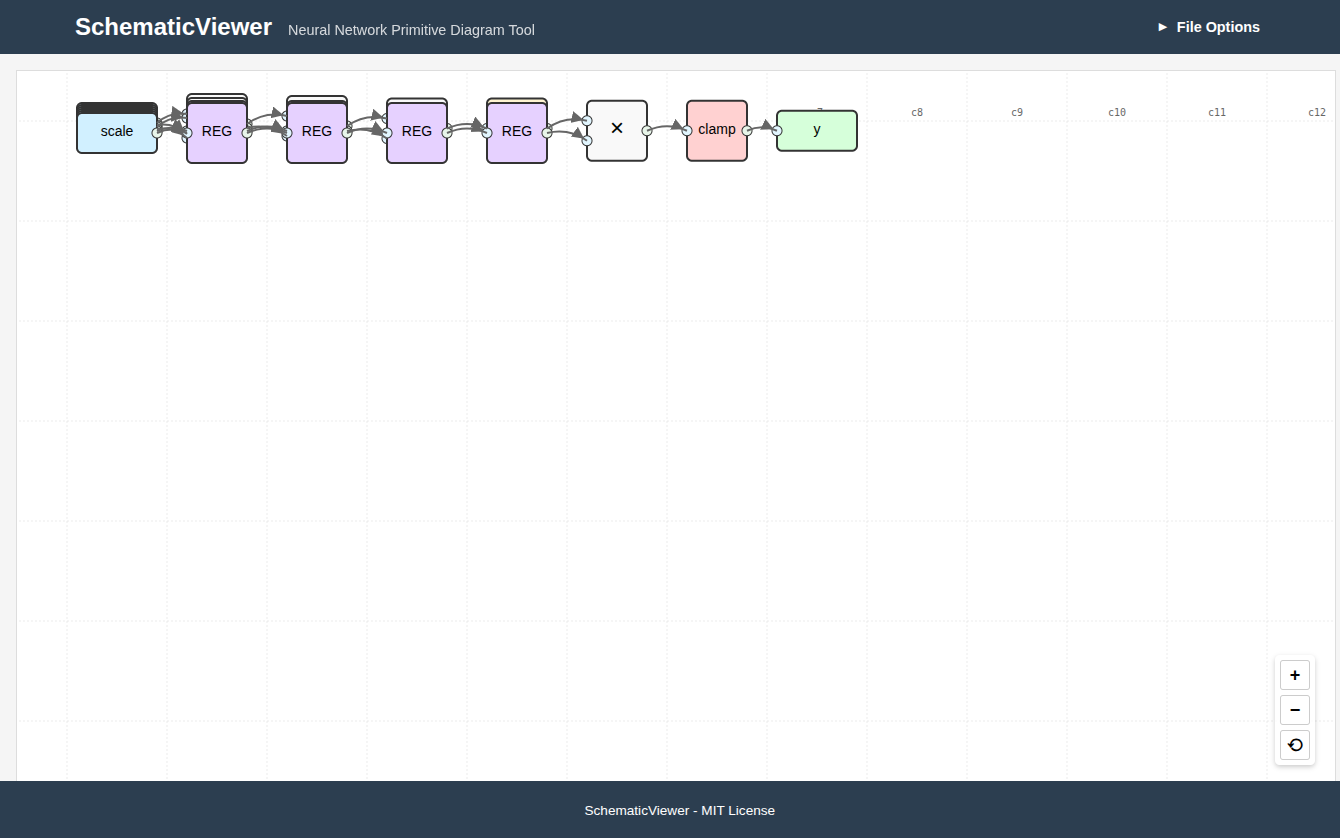 SchematicViewer
Neural Network Primitive Diagram Tool
► File Options
c8
c9
c10
c11
c12
scale
REG
REG
REG
REG
×
clamp
y
+
−
SchematicViewer - MIT License